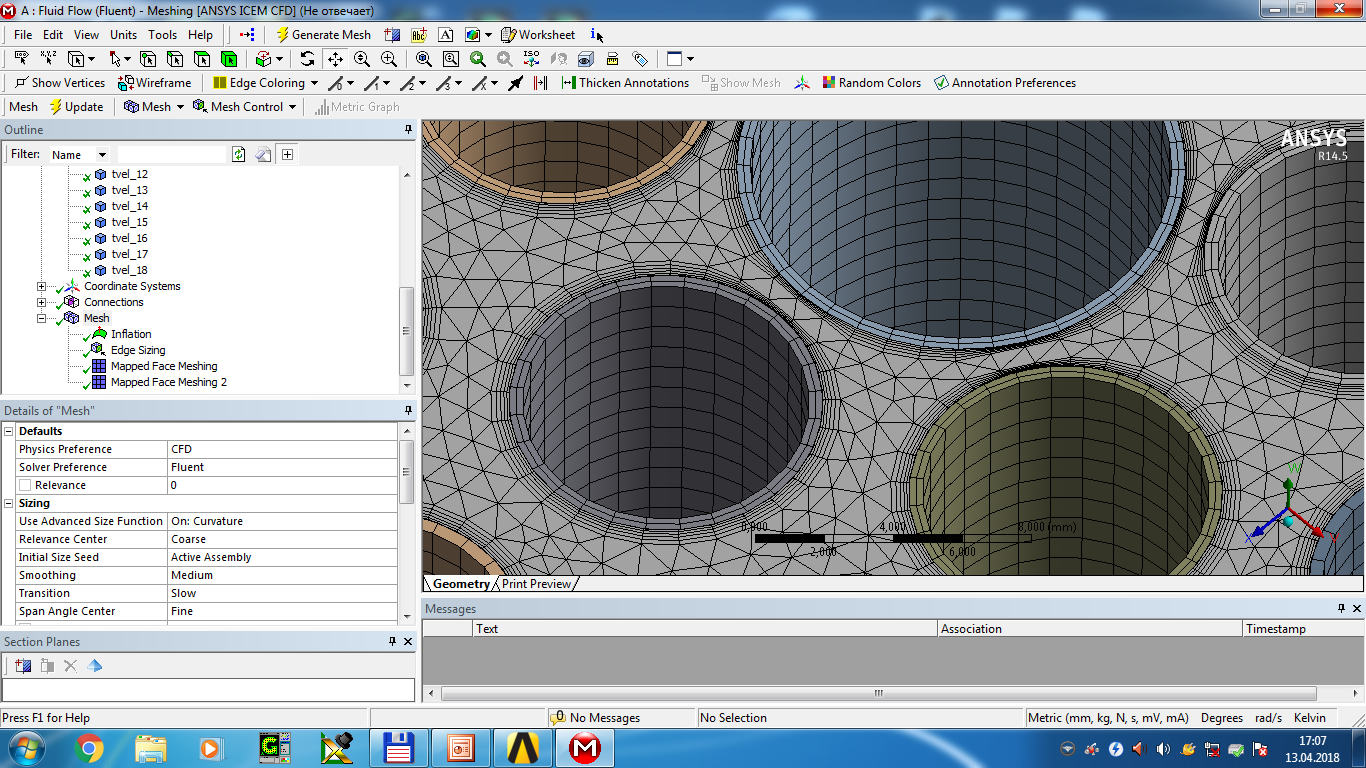 A : Fluid Flow (Fluent) - Meshing [ANSYS ICEM CFD] (Не отвечает)
File Edit View Units Tools Help Generate Mesh A Worksheet i
ISO
Show Vertices Wireframe Edge Coloring Thicken Annotations Show Mesh Random Colors Annotation Preferences
Mesh Update Mesh Mesh Control Metric Graph
Outline
Filter: Name
tvel_12
tvel_13
tvel_14
tvel_15
tvel_16
tvel_17
tvel_18
Coordinate Systems
Connections
Mesh
Inflation
Edge Sizing
Mapped Face Meshing
Mapped Face Meshing 2
Details of "Mesh"
Defaults
Physics Preference CFD
Solver Preference Fluent
Relevance 0
Sizing
Use Advanced Size Function On: Curvature
Relevance Center Coarse
Initial Size Seed Active Assembly
Smoothing Medium
Transition Slow
Span Angle Center Fine
Section Planes
ANSYS
R14.5
0,000 4,000 8,000 (mm)
2,000 6,000
Geometry Print Preview
Messages
Text Association Timestamp
Press F1 for Help 0 No Messages No Selection Metric (mm, kg, N, s, mV, mA) Degrees rad/s Kelvin
17:07
13.04.2018